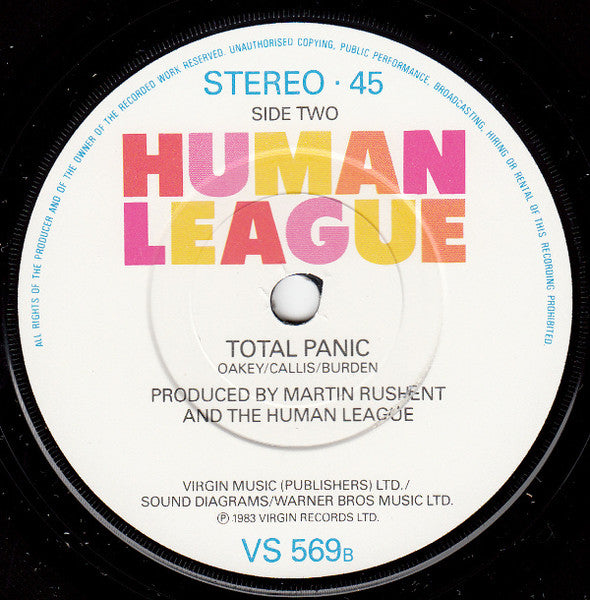 ALL RIGHTS OF THE PRODUCER AND OF THE OWNER OF THE RECORDED WORK RESERVED. UNAUTHORISED COPYING, PUBLIC PERFORMANCE, BROADCASTING, HIRING OR RENTAL OF THIS RECORDING PROHIBITED.
STEREO · 45
SIDE TWO
HUMAN
LEAGUE
TOTAL PANIC
OAKEY/CALLIS/BURDEN
PRODUCED BY MARTIN RUSHENT
AND THE HUMAN LEAGUE
VIRGIN MUSIC (PUBLISHERS) LTD./
SOUND DIAGRAMS/WARNER BROS MUSIC LTD.
℗ 1983 VIRGIN RECORDS LTD.
VS 569B